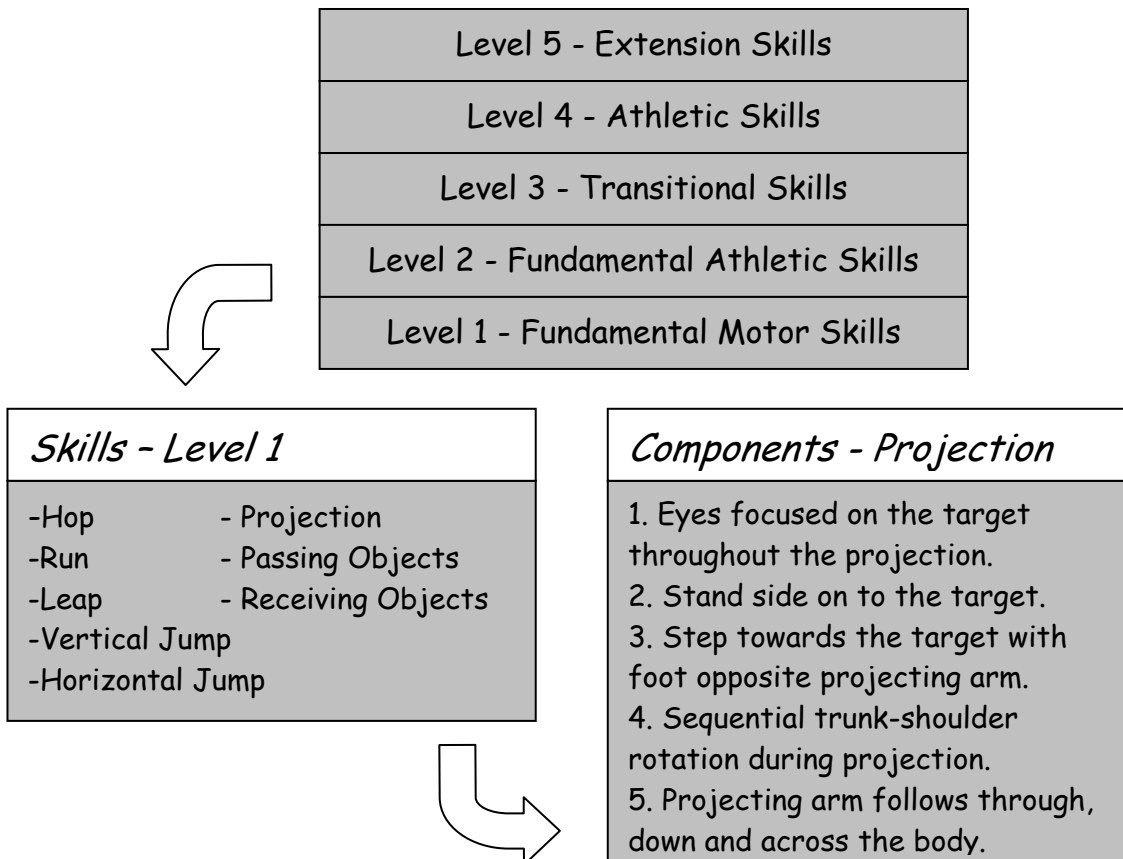 Level 5 - Extension Skills
Level 4 - Athletic Skills
Level 3 - Transitional Skills
Level 2 - Fundamental Athletic Skills
Level 1 - Fundamental Motor Skills
Skills – Level 1
-Hop - Projection
-Run - Passing Objects
-Leap - Receiving Objects
-Vertical Jump
-Horizontal Jump
Components - Projection
1. Eyes focused on the target
throughout the projection.
2. Stand side on to the target.
3. Step towards the target with
foot opposite projecting arm.
4. Sequential trunk-shoulder
rotation during projection.
5. Projecting arm follows through,
down and across the body.